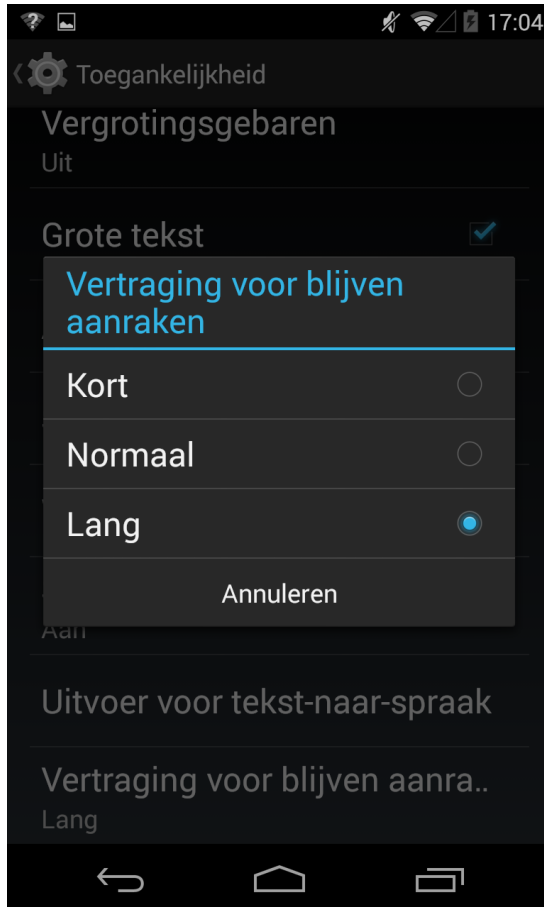 17:04
Toegankelijkheid
Vergrotingsgebaren
Uit
Grote tekst
Vertraging voor blijven
aanraken
Kort
Normaal
Lang
Annuleren
Aan
Uitvoer voor tekst-naar-spraak
Vertraging voor blijven aanra..
Lang